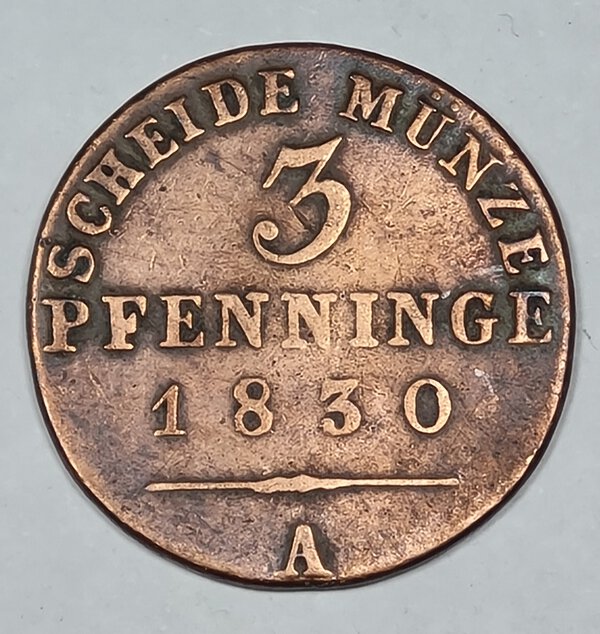 SCHEIDE MÜNZE
3
PFENNINGE
1830
A